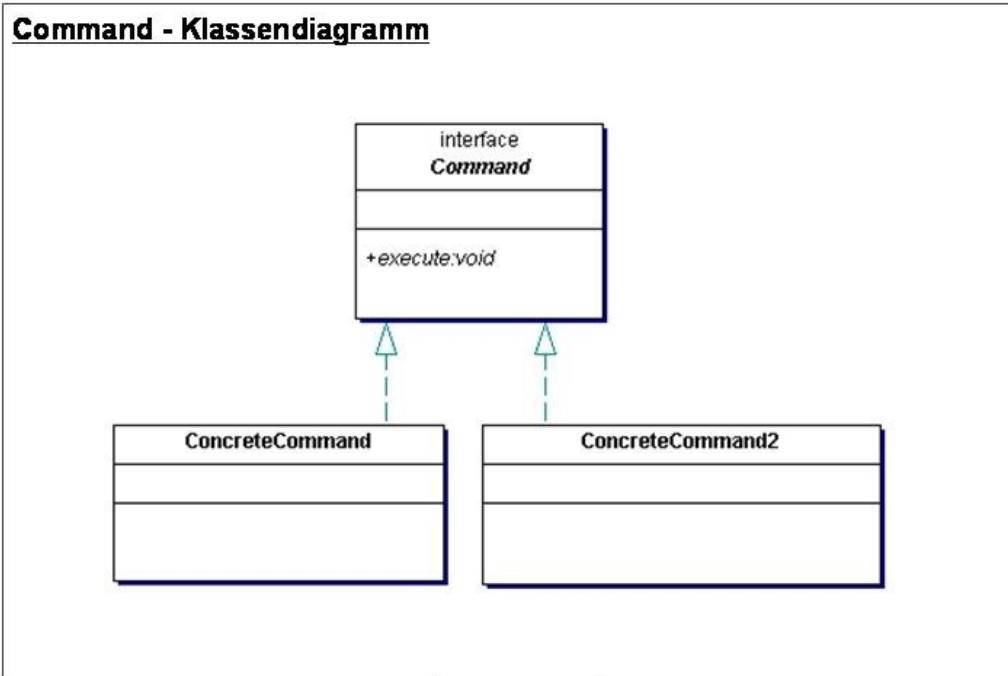 Command - Klassendiagramm
interface
Command
+execute:void
ConcreteCommand
ConcreteCommand2